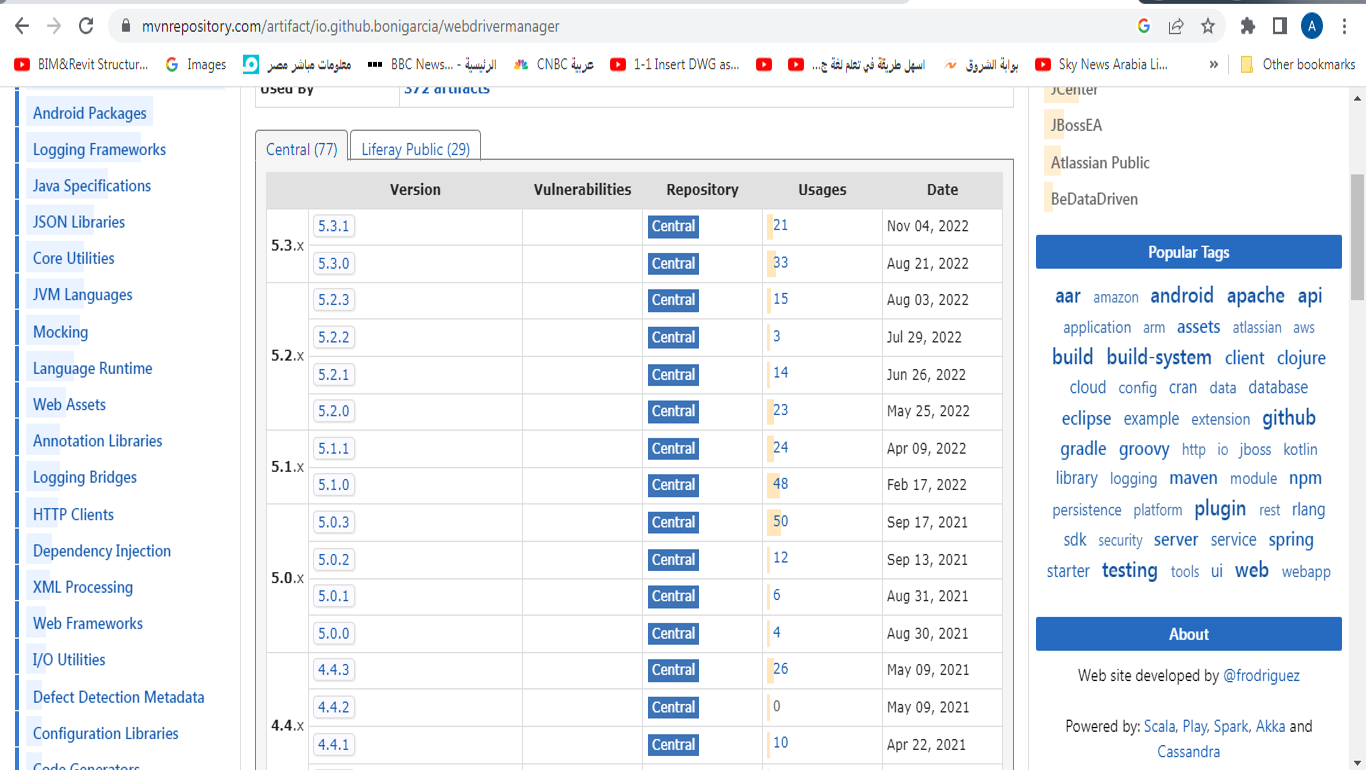 mvnrepository.com/artifact/io.github.bonigarcia/webdrivermanager
A
BIM&Revit Structur...
Images
معلومات مباشر مصر
BBC News... - الرئيسية
CNBC عربية
1-1 Insert DWG as...
اسهل طريقة في تعلم لغة ج...
بوابة الشروق
Sky News Arabia Li...
»
Other bookmarks
Android Packages
Logging Frameworks
Java Specifications
JSON Libraries
Core Utilities
JVM Languages
Mocking
Language Runtime
Web Assets
Annotation Libraries
Logging Bridges
HTTP Clients
Dependency Injection
XML Processing
Web Frameworks
I/O Utilities
Defect Detection Metadata
Configuration Libraries
Code Generators
Used By 372 artifacts
Central (77) Liferay Public (29)
Version Vulnerabilities Repository Usages Date
5.3.x
5.3.1 Central 21 Nov 04, 2022
5.3.0 Central 33 Aug 21, 2022
5.2.x
5.2.3 Central 15 Aug 03, 2022
5.2.2 Central 3 Jul 29, 2022
5.2.1 Central 14 Jun 26, 2022
5.2.0 Central 23 May 25, 2022
5.1.x
5.1.1 Central 24 Apr 09, 2022
5.1.0 Central 48 Feb 17, 2022
5.0.x
5.0.3 Central 50 Sep 17, 2021
5.0.2 Central 12 Sep 13, 2021
5.0.1 Central 6 Aug 31, 2021
5.0.0 Central 4 Aug 30, 2021
4.4.x
4.4.3 Central 26 May 09, 2021
4.4.2 Central 0 May 09, 2021
4.4.1 Central 10 Apr 22, 2021
JCenter
JBossEA
Atlassian Public
BeDataDriven
Popular Tags
aar amazon android apache api
application arm assets atlassian aws
build build-system client clojure
cloud config cran data database
eclipse example extension github
gradle groovy http io jboss kotlin
library logging maven module npm
persistence platform plugin rest rlang
sdk security server service spring
starter testing tools ui web webapp
About
Web site developed by @frodriguez
Powered by: Scala, Play, Spark, Akka and
Cassandra